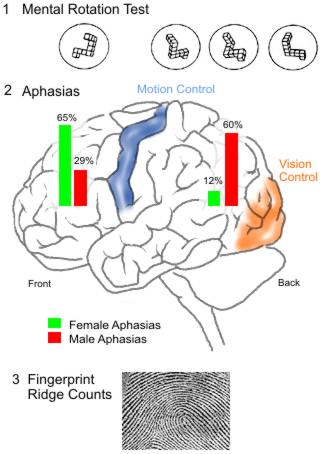 1 Mental Rotation Test
2 Aphasias
Motion Control
65%
29%
60%
12%
Vision
Control
Front
Back
Female Aphasias
Male Aphasias
3 Fingerprint
Ridge Counts